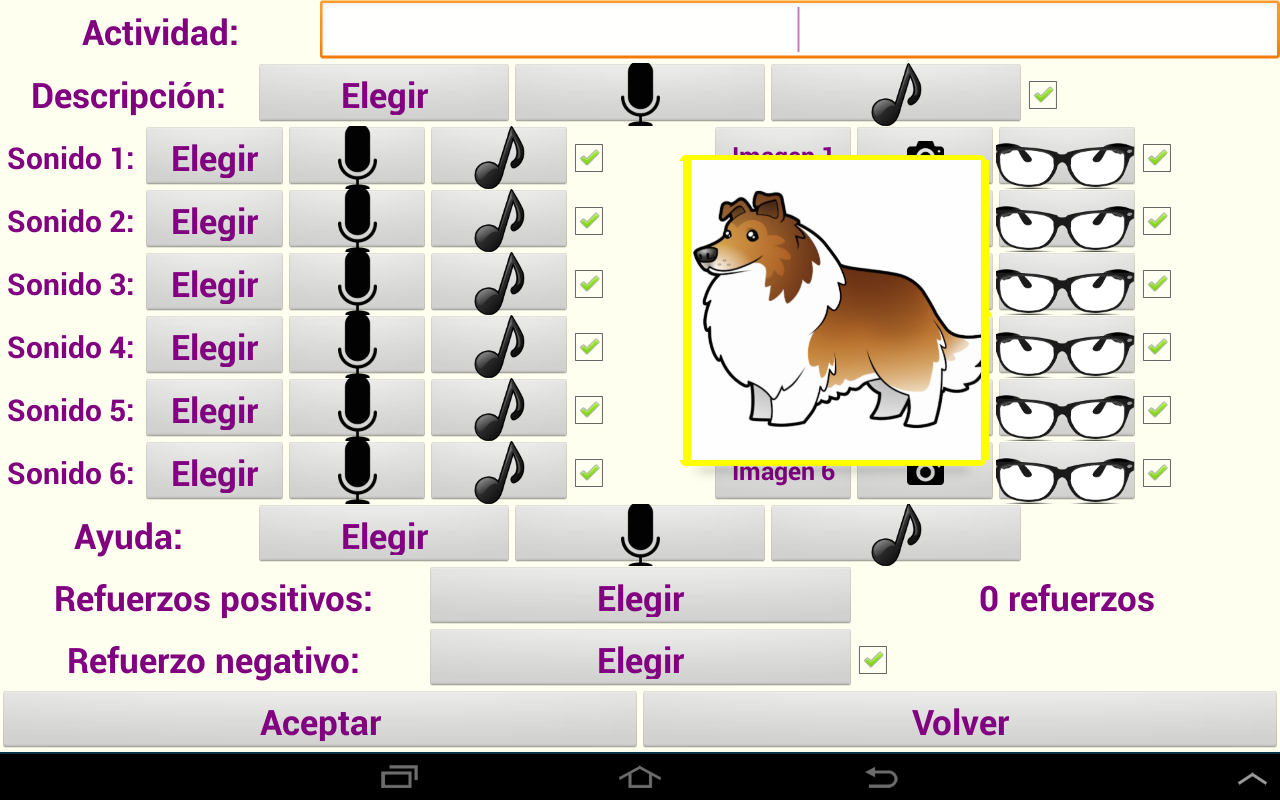 Actividad:
Descripción: Elegir
Sonido 1: Elegir Imagen 1
Sonido 2: Elegir
Sonido 3: Elegir
Sonido 4: Elegir
Sonido 5: Elegir
Sonido 6: Elegir Imagen 6
Ayuda: Elegir
Refuerzos positivos: Elegir 0 refuerzos
Refuerzo negativo: Elegir
Aceptar Volver